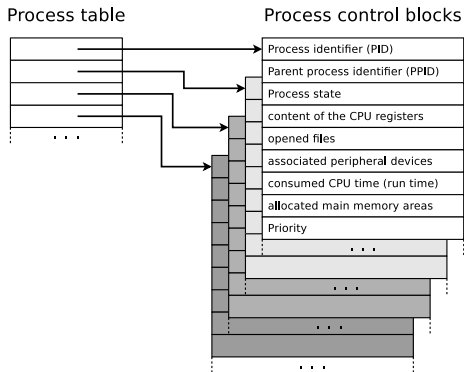 Process table
Process control blocks
Process identifier (PID)
Parent process identifier (PPID)
Process state
content of the CPU registers
opened files
associated peripheral devices
consumed CPU time (run time)
allocated main memory areas
Priority
. . .
. . .
. . .
. . .
. . .